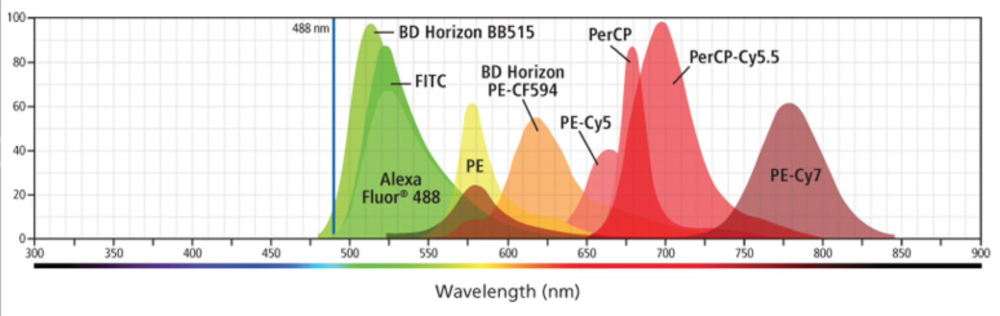 100
80
60
40
20
0
488 nm
BD Horizon BB515
FITC
Alexa
Fluor® 488
PE
BD Horizon
PE-CF594
PE-Cy5
PerCP
PerCP-Cy5.5
PE-Cy7
300 350 400 450 500 550 600 650 700 750 800 850 900
Wavelength (nm)